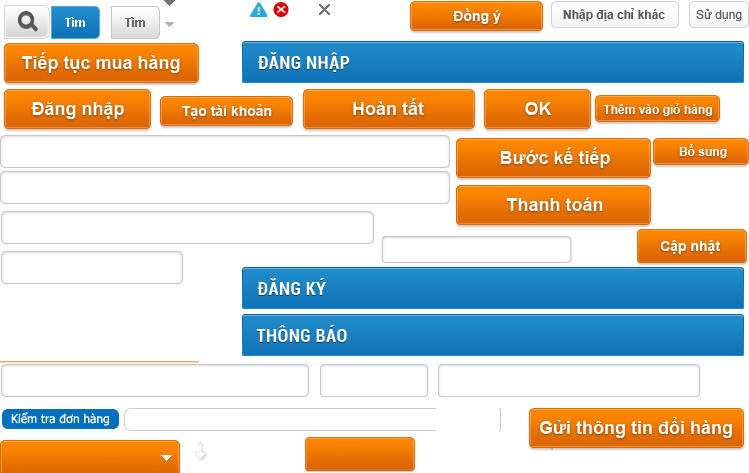 Tìm
Tìm
Đồng ý
Nhập địa chỉ khác
Sử dụng
Tiếp tục mua hàng
ĐĂNG NHẬP
Đăng nhập
Tạo tài khoản
Hoàn tất
OK
Thêm vào giỏ hàng
Bước kế tiếp
Bổ sung
Thanh toán
Cập nhật
ĐĂNG KÝ
THÔNG BÁO
Kiểm tra đơn hàng
Gửi thông tin đổi hàng